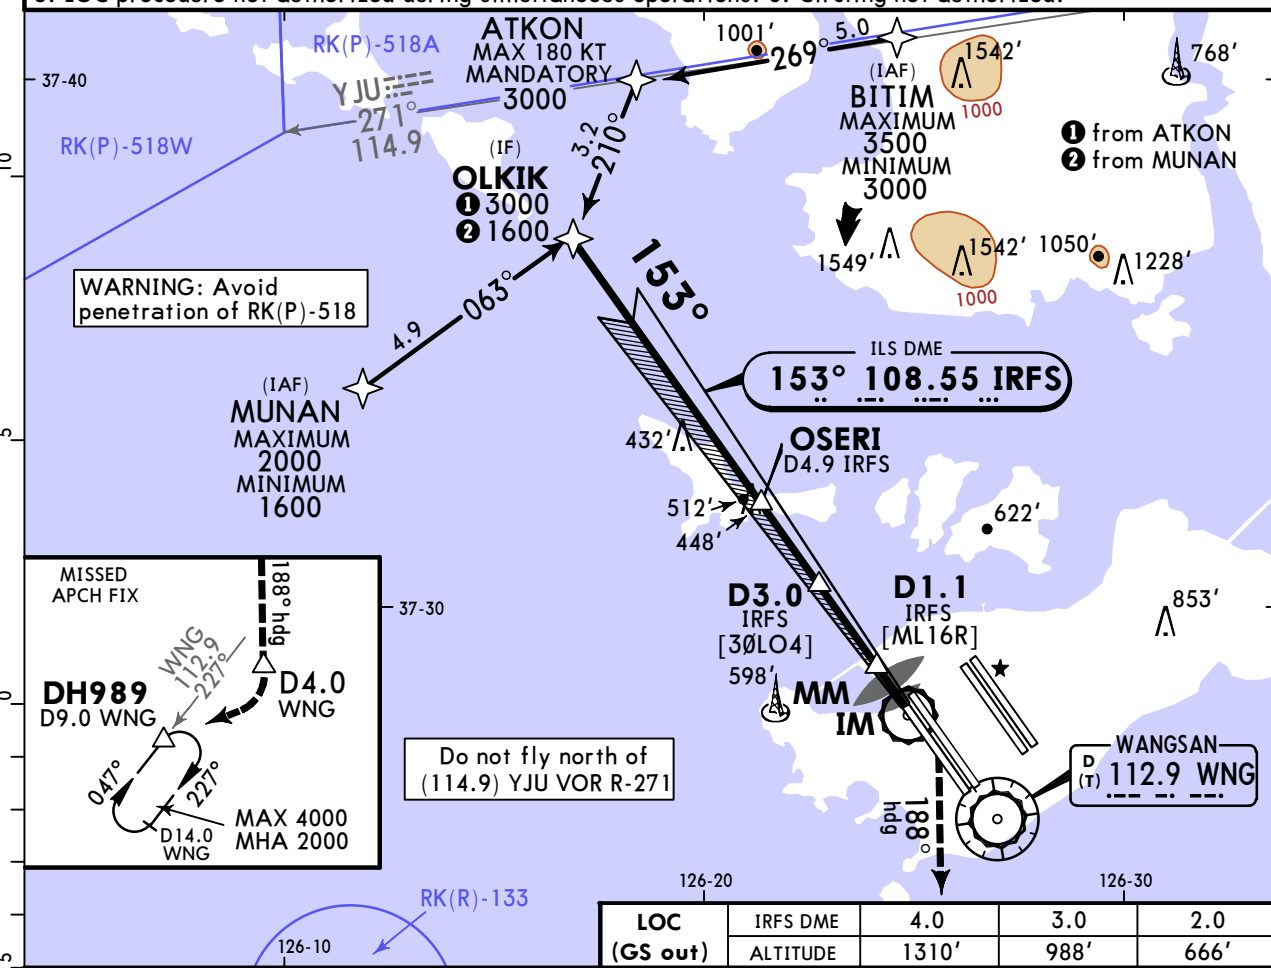 RK(P)-518A
ATKON
MAX 180 KT
MANDATORY
3000
1001'
269°
5.0
(IAF)
BITIM
MAXIMUM
3500
MINIMUM
3000
1542'
1000
768'
37-40
YJU
271°
114.9
RK(P)-518W
❶ from ATKON
❷ from MUNAN
10
(IF)
OLKIK
❶ 3000
❷ 1600
3.2
210°
1549'
1542'
1000
1050'
1228'
WARNING: Avoid
penetration of RK(P)-518
063°
4.9
153°
ILS DME
153° 108.55 IRFS
(IAF)
MUNAN
MAXIMUM
2000
MINIMUM
1600
5
432'
OSERI
D4.9 IRFS
512'
448'
622'
MISSED
APCH FIX
188° hdg
WNG
112.9
227°
DH989
D9.0 WNG
D4.0
WNG
047°
227°
D14.0
WNG
MAX 4000
MHA 2000
37-30
D3.0
IRFS
[30LO4]
598'
D1.1
IRFS
[ML16R]
853'
MM
IM
0
Do not fly north of
(114.9) YJU VOR R-271
188°
hdg
WANGSAN
D
(T)
112.9 WNG
126-20
126-30
RK(R)-133
126-10
5
LOC
(GS out)
IRFS DME 4.0 3.0 2.0
ALTITUDE 1310' 988' 666'